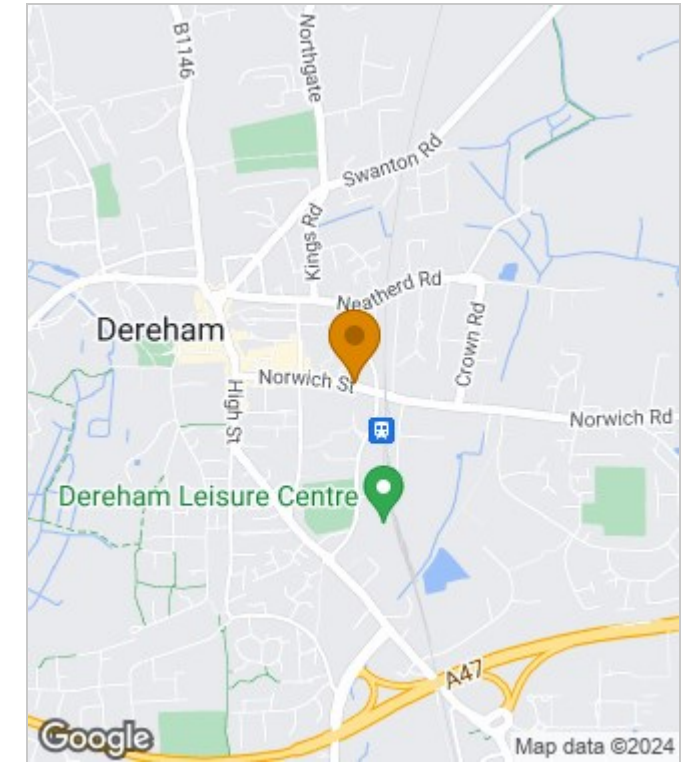 B1146
Northgate
Swanton Rd
Kings Rd
Neatherd Rd
Dereham
Crown Rd
Norwich St
High St
Norwich Rd
Dereham Leisure Centre
A47
Google
Map data ©2024